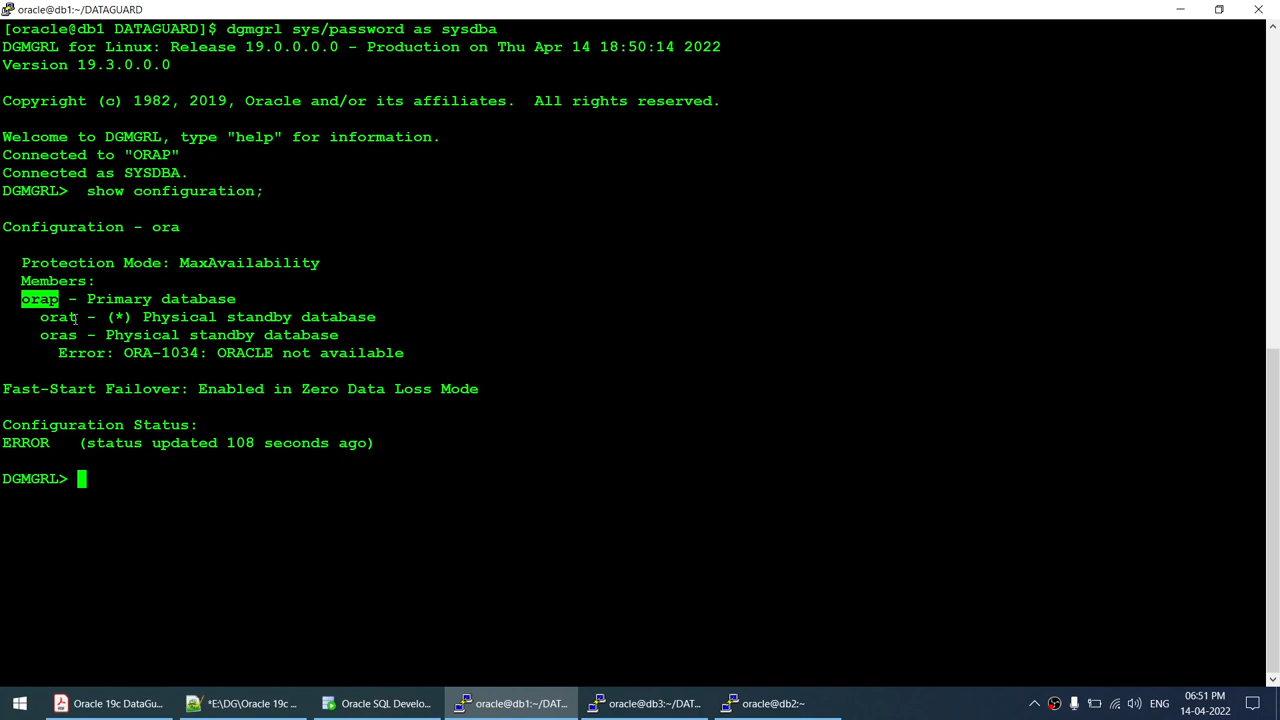 oracle@db1:~/DATAGUARD
[oracle@db1 DATAGUARD]$ dgmgrl sys/password as sysdba
DGMGRL for Linux: Release 19.0.0.0.0 - Production on Thu Apr 14 18:50:14 2022
Version 19.3.0.0.0
Copyright (c) 1982, 2019, Oracle and/or its affiliates.  All rights reserved.
Welcome to DGMGRL, type "help" for information.
Connected to "ORAP"
Connected as SYSDBA.
DGMGRL>  show configuration;
Configuration - ora
Protection Mode: MaxAvailability
Members:
orap - Primary database
orat - (*) Physical standby database
oras - Physical standby database
Error: ORA-1034: ORACLE not available
Fast-Start Failover: Enabled in Zero Data Loss Mode
Configuration Status:
ERROR   (status updated 108 seconds ago)
DGMGRL>
Oracle 19c DataGu... *E\DG\Oracle 19c ... Oracle SQL Develo... oracle@db1:~/DAT... oracle@db3:~/DAT... oracle@db2:~ ENG 06:51 PM
14-04-2022